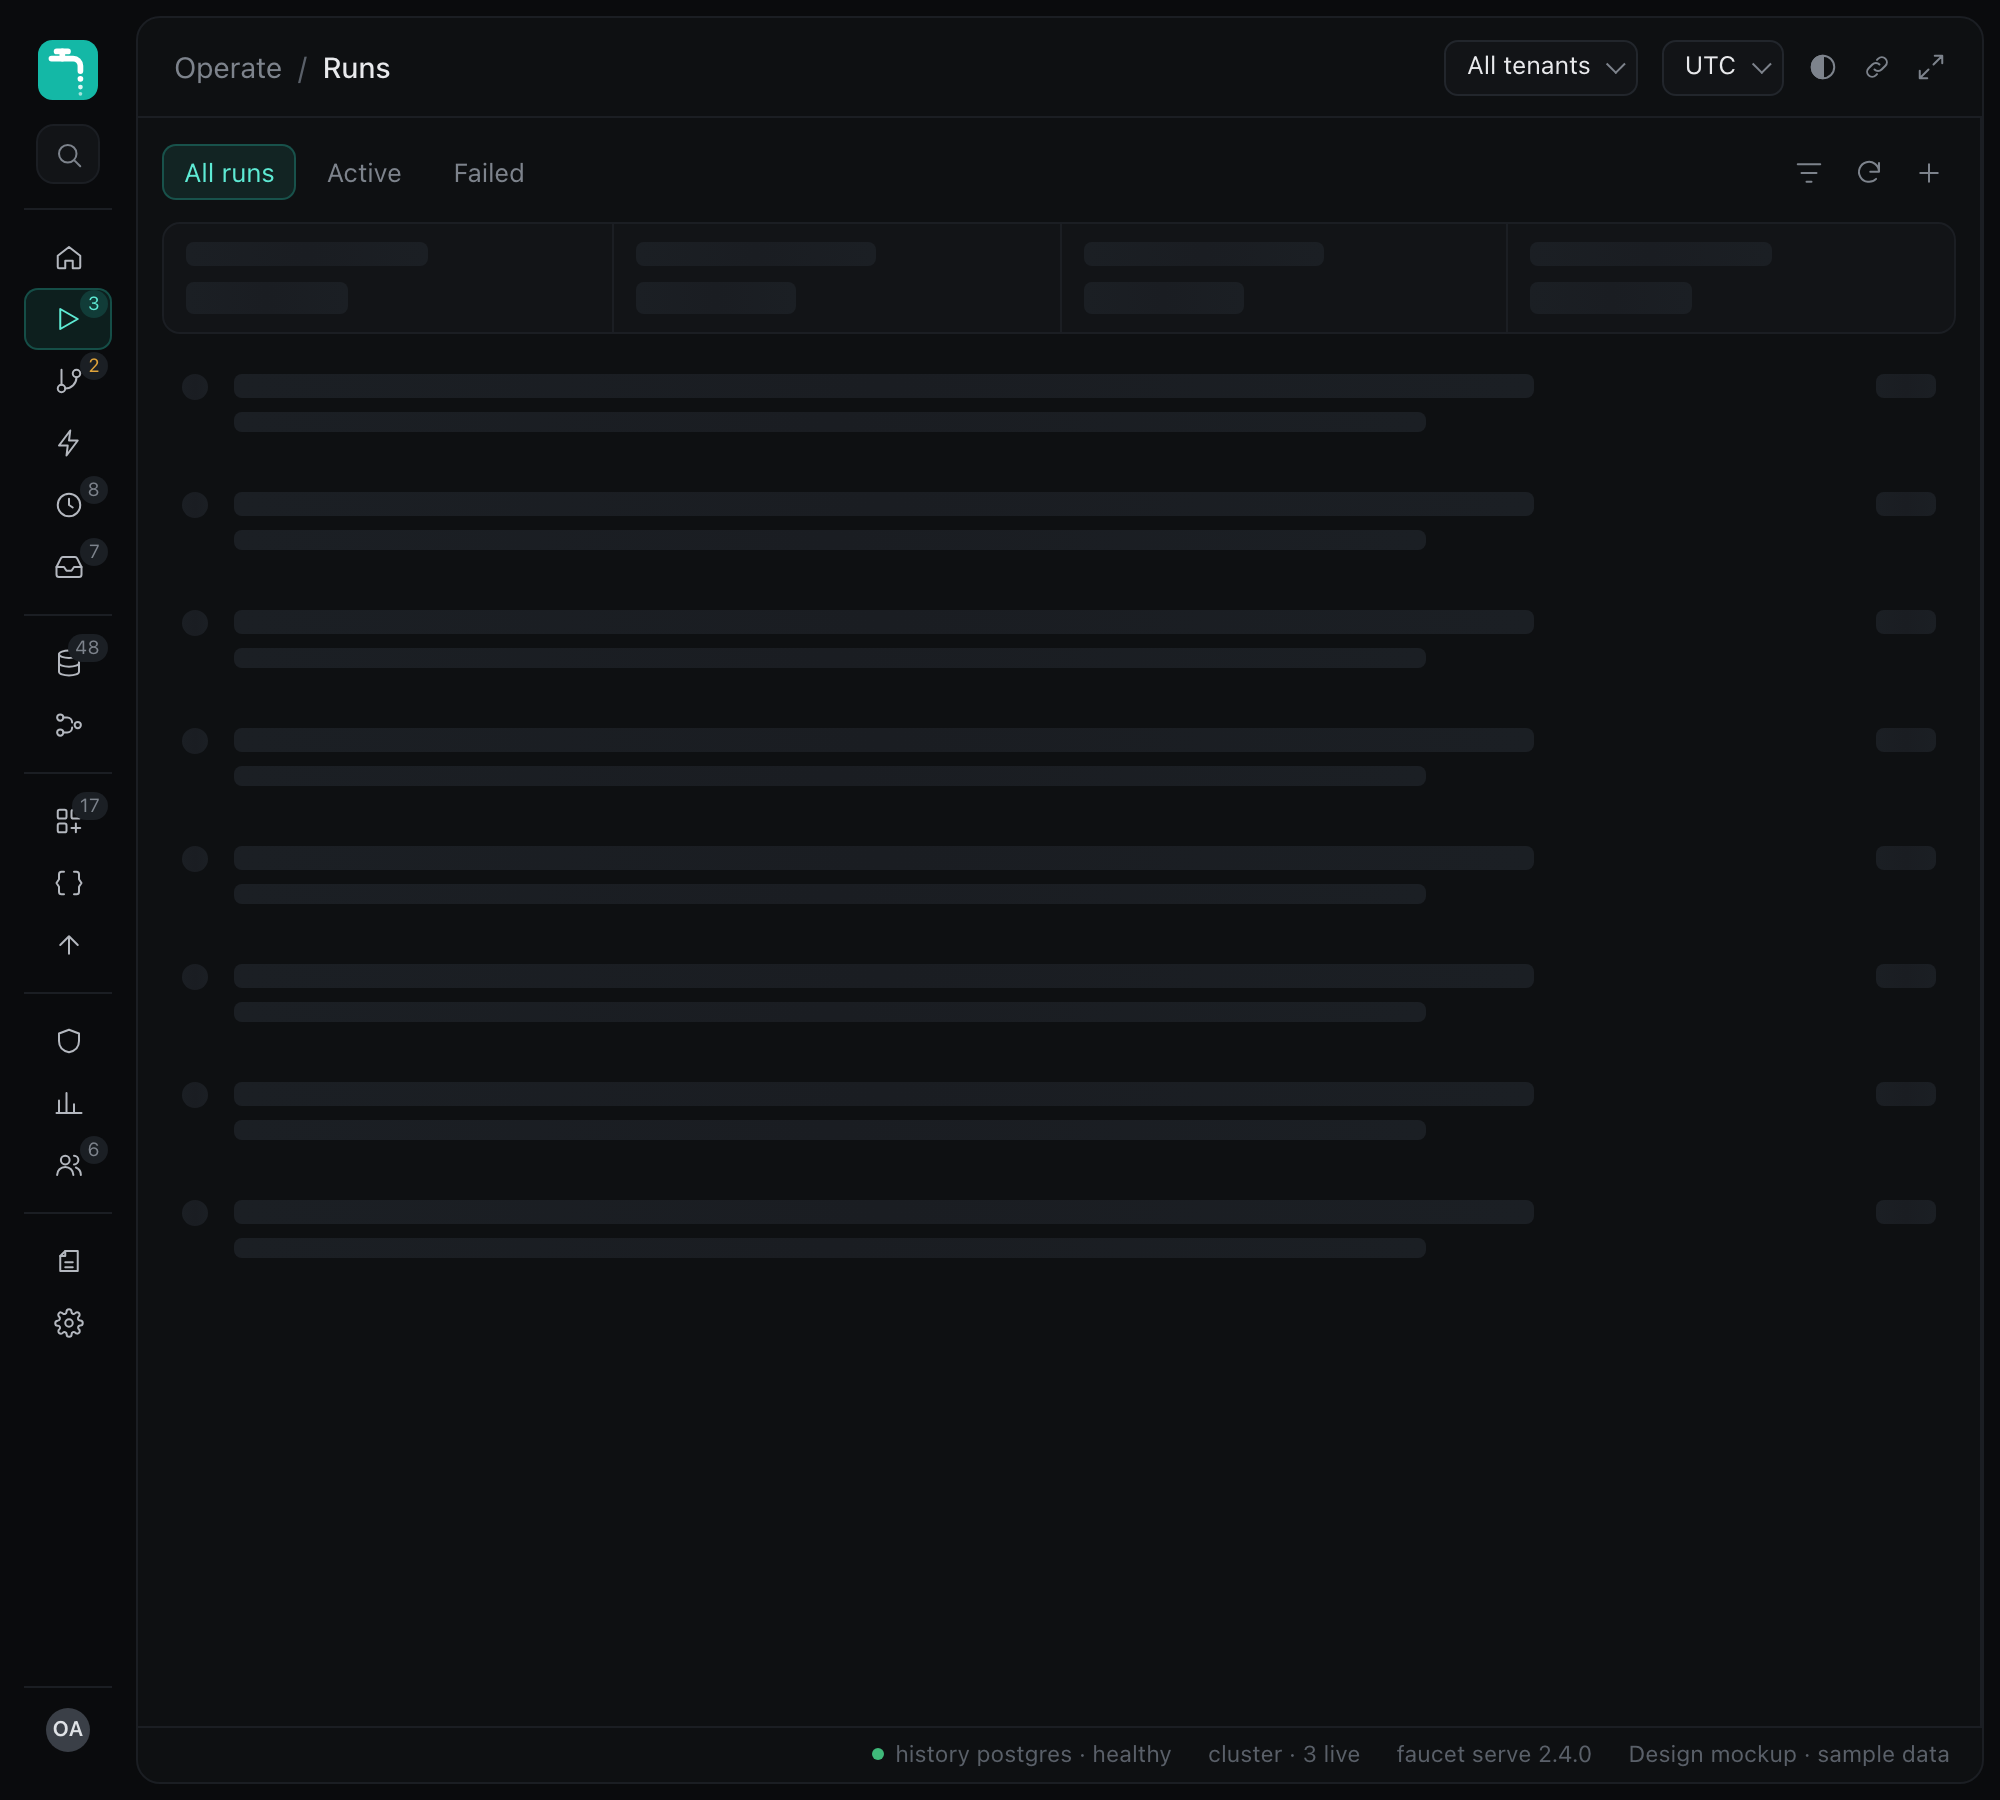 Operate / Runs
All tenants
UTC
All runs
Active
Failed
3
2
8
7
48
17
6
OA
history postgres · healthy
cluster · 3 live
faucet serve 2.4.0
Design mockup · sample data